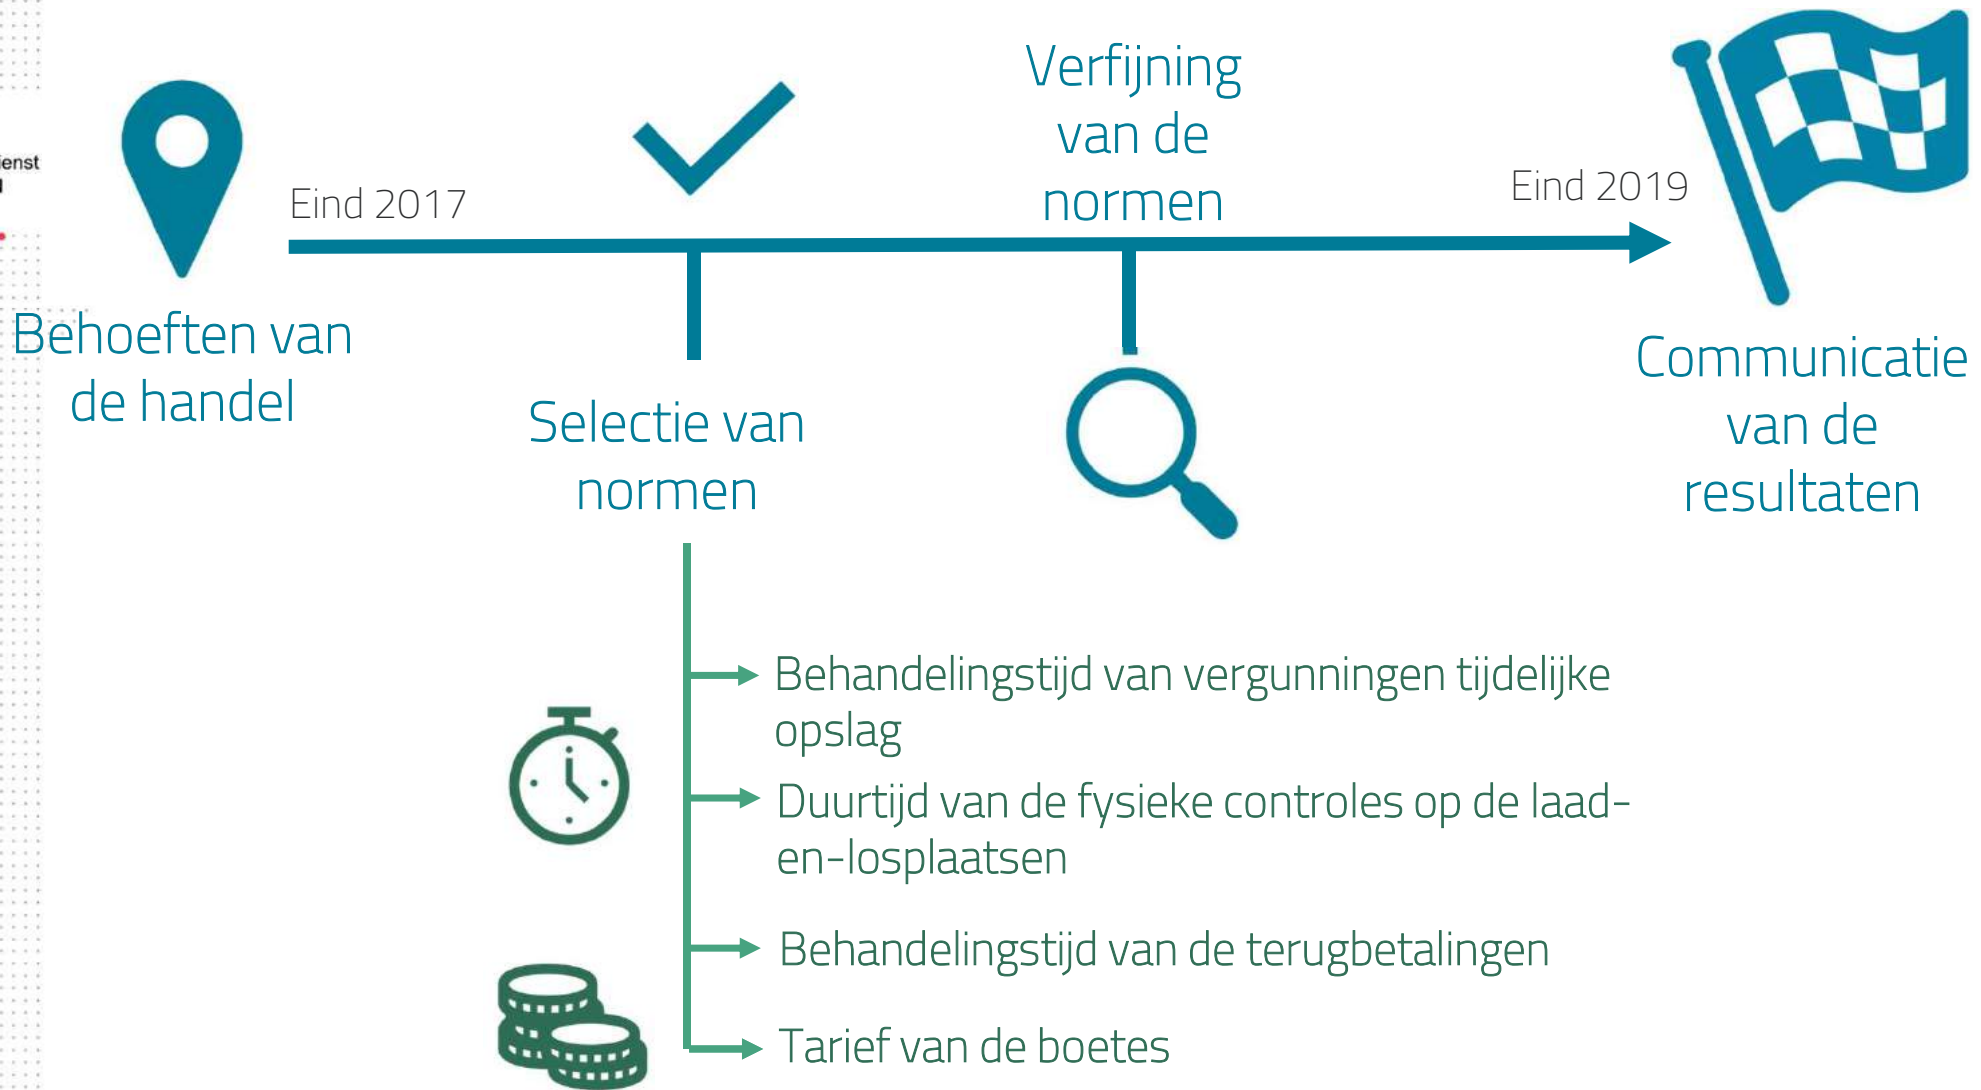 Verfijning
van de
normen
ienst
Eind 2017
Eind 2019
Behoeften van
de handel
Selectie van
normen
Communicatie
van de
resultaten
Behandelingstijd van vergunningen tijdelijke
opslag
Duurtijd van de fysieke controles op de laad-
en-losplaatsen
Behandelingstijd van de terugbetalingen
Tarief van de boetes